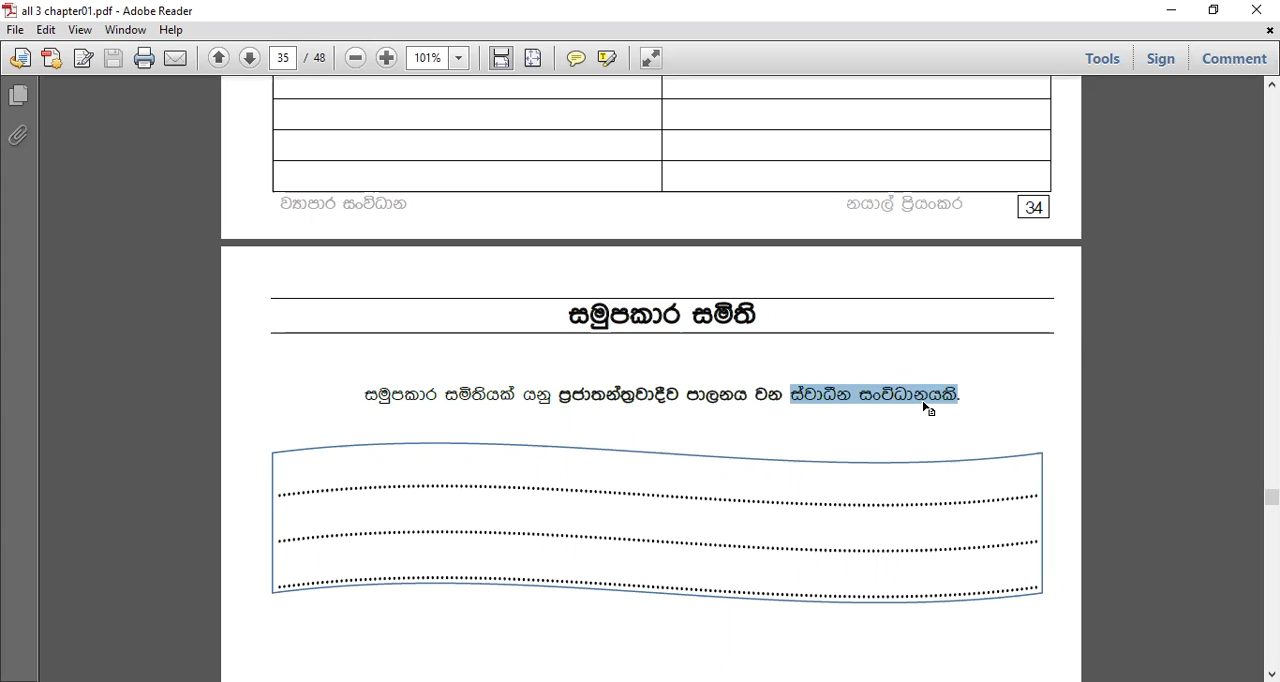 all 3 chapter01.pdf - Adobe Reader
File Edit View Window Help
35 / 48 101% Tools Sign Comment
ව්‍යාපාර සංවිධාන නයාල් ප්‍රියංකර 34
සමුපකාර සමිති
සමුපකාර සමිතියක් යනු ප්‍රජාතන්ත්‍රවාදීව පාලනය වන ස්වාධීන සංවිධානයකි.